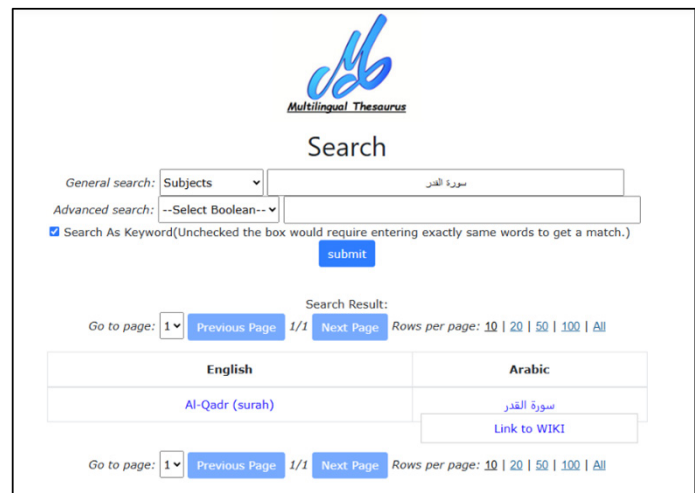 Multilingual Thesaurus
Search
General search: Subjects سورة القدر
Advanced search: --Select Boolean--
Search As Keyword(Unchecked the box would require entering exactly same words to get a match.)
submit
Search Result:
Go to page: 1 Previous Page 1/1 Next Page Rows per page: 10 | 20 | 50 | 100 | All
English Arabic
Al-Qadr (surah) سورة القدر
Link to WIKI
Go to page: 1 Previous Page 1/1 Next Page Rows per page: 10 | 20 | 50 | 100 | All